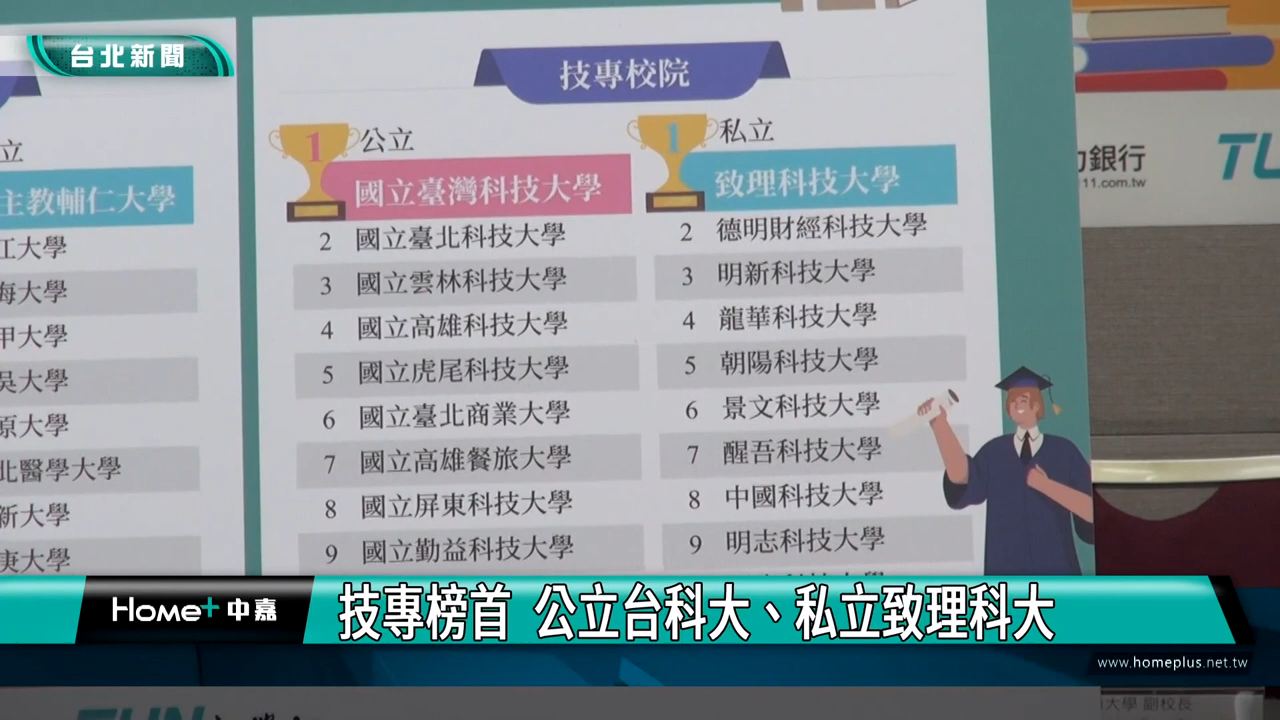 台北新聞
技專校院
立
主教輔仁大學
江大學
海大學
甲大學
吳大學
原大學
北醫學大學
新大學
庚大學
1 公立
國立臺灣科技大學
2 國立臺北科技大學
3 國立雲林科技大學
4 國立高雄科技大學
5 國立虎尾科技大學
6 國立臺北商業大學
7 國立高雄餐旅大學
8 國立屏東科技大學
9 國立勤益科技大學
1 私立
致理科技大學
2 德明財經科技大學
3 明新科技大學
4 龍華科技大學
5 朝陽科技大學
6 景文科技大學
7 醒吾科技大學
8 中國科技大學
9 明志科技大學
力銀行
11.com.tw
Home+中嘉
技專榜首 公立台科大、私立致理科大
www.homeplus.net.tw
大學 副校長